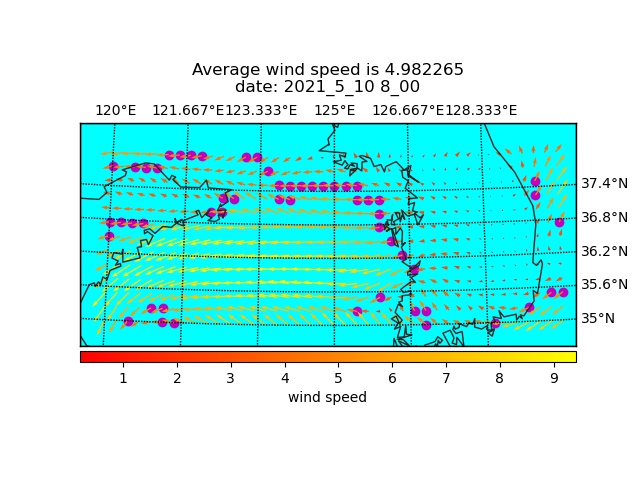 Average wind speed is 4.982265
date: 2021_5_10 8_00
120°E 121.667°E 123.333°E 125°E 126.667°E 128.333°E
37.4°N
36.8°N
36.2°N
35.6°N
35°N
1 2 3 4 5 6 7 8 9
wind speed